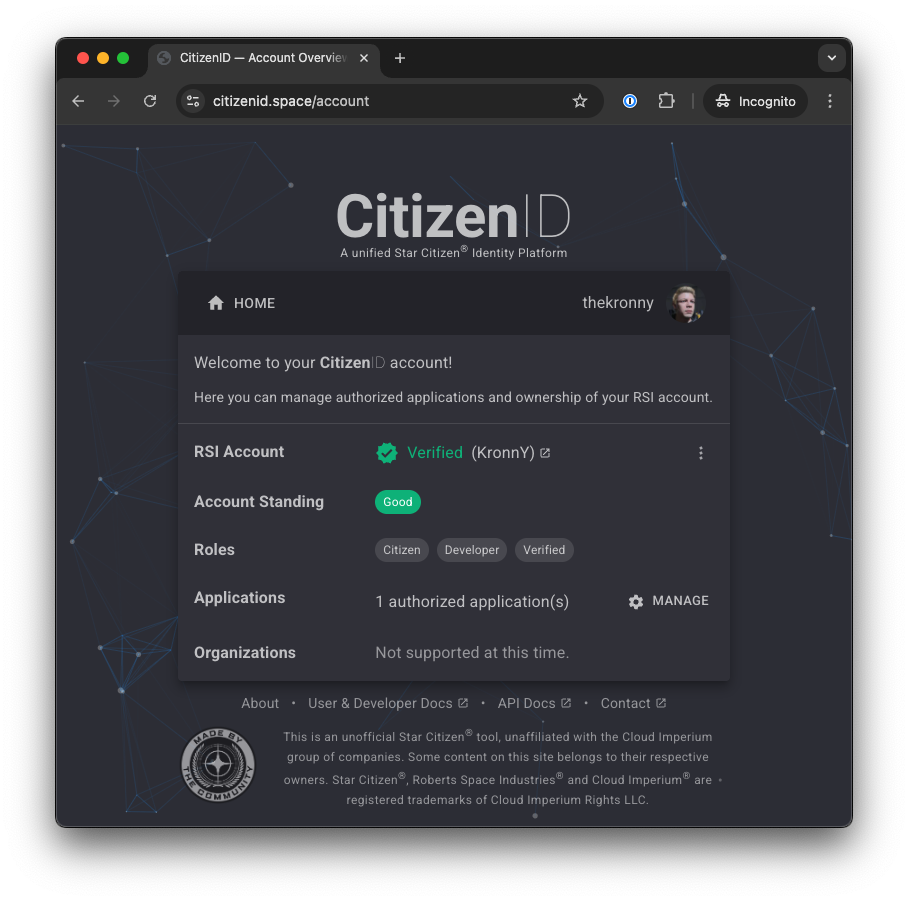 CitizenID — Account Overview
citizenid.space/account
Incognito
CitizenID
A unified Star Citizen® Identity Platform
HOME
thekronny
Welcome to your CitizenID account!
Here you can manage authorized applications and ownership of your RSI account.
RSI Account
Verified (KronnY)
Account Standing
Good
Roles
Citizen
Developer
Verified
Applications
1 authorized application(s)
MANAGE
Organizations
Not supported at this time.
About • User & Developer Docs • API Docs • Contact
MADE BY
THE COMMUNITY
This is an unofficial Star Citizen® tool, unaffiliated with the Cloud Imperium
group of companies. Some content on this site belongs to their respective
owners. Star Citizen®, Roberts Space Industries® and Cloud Imperium® are
registered trademarks of Cloud Imperium Rights LLC.